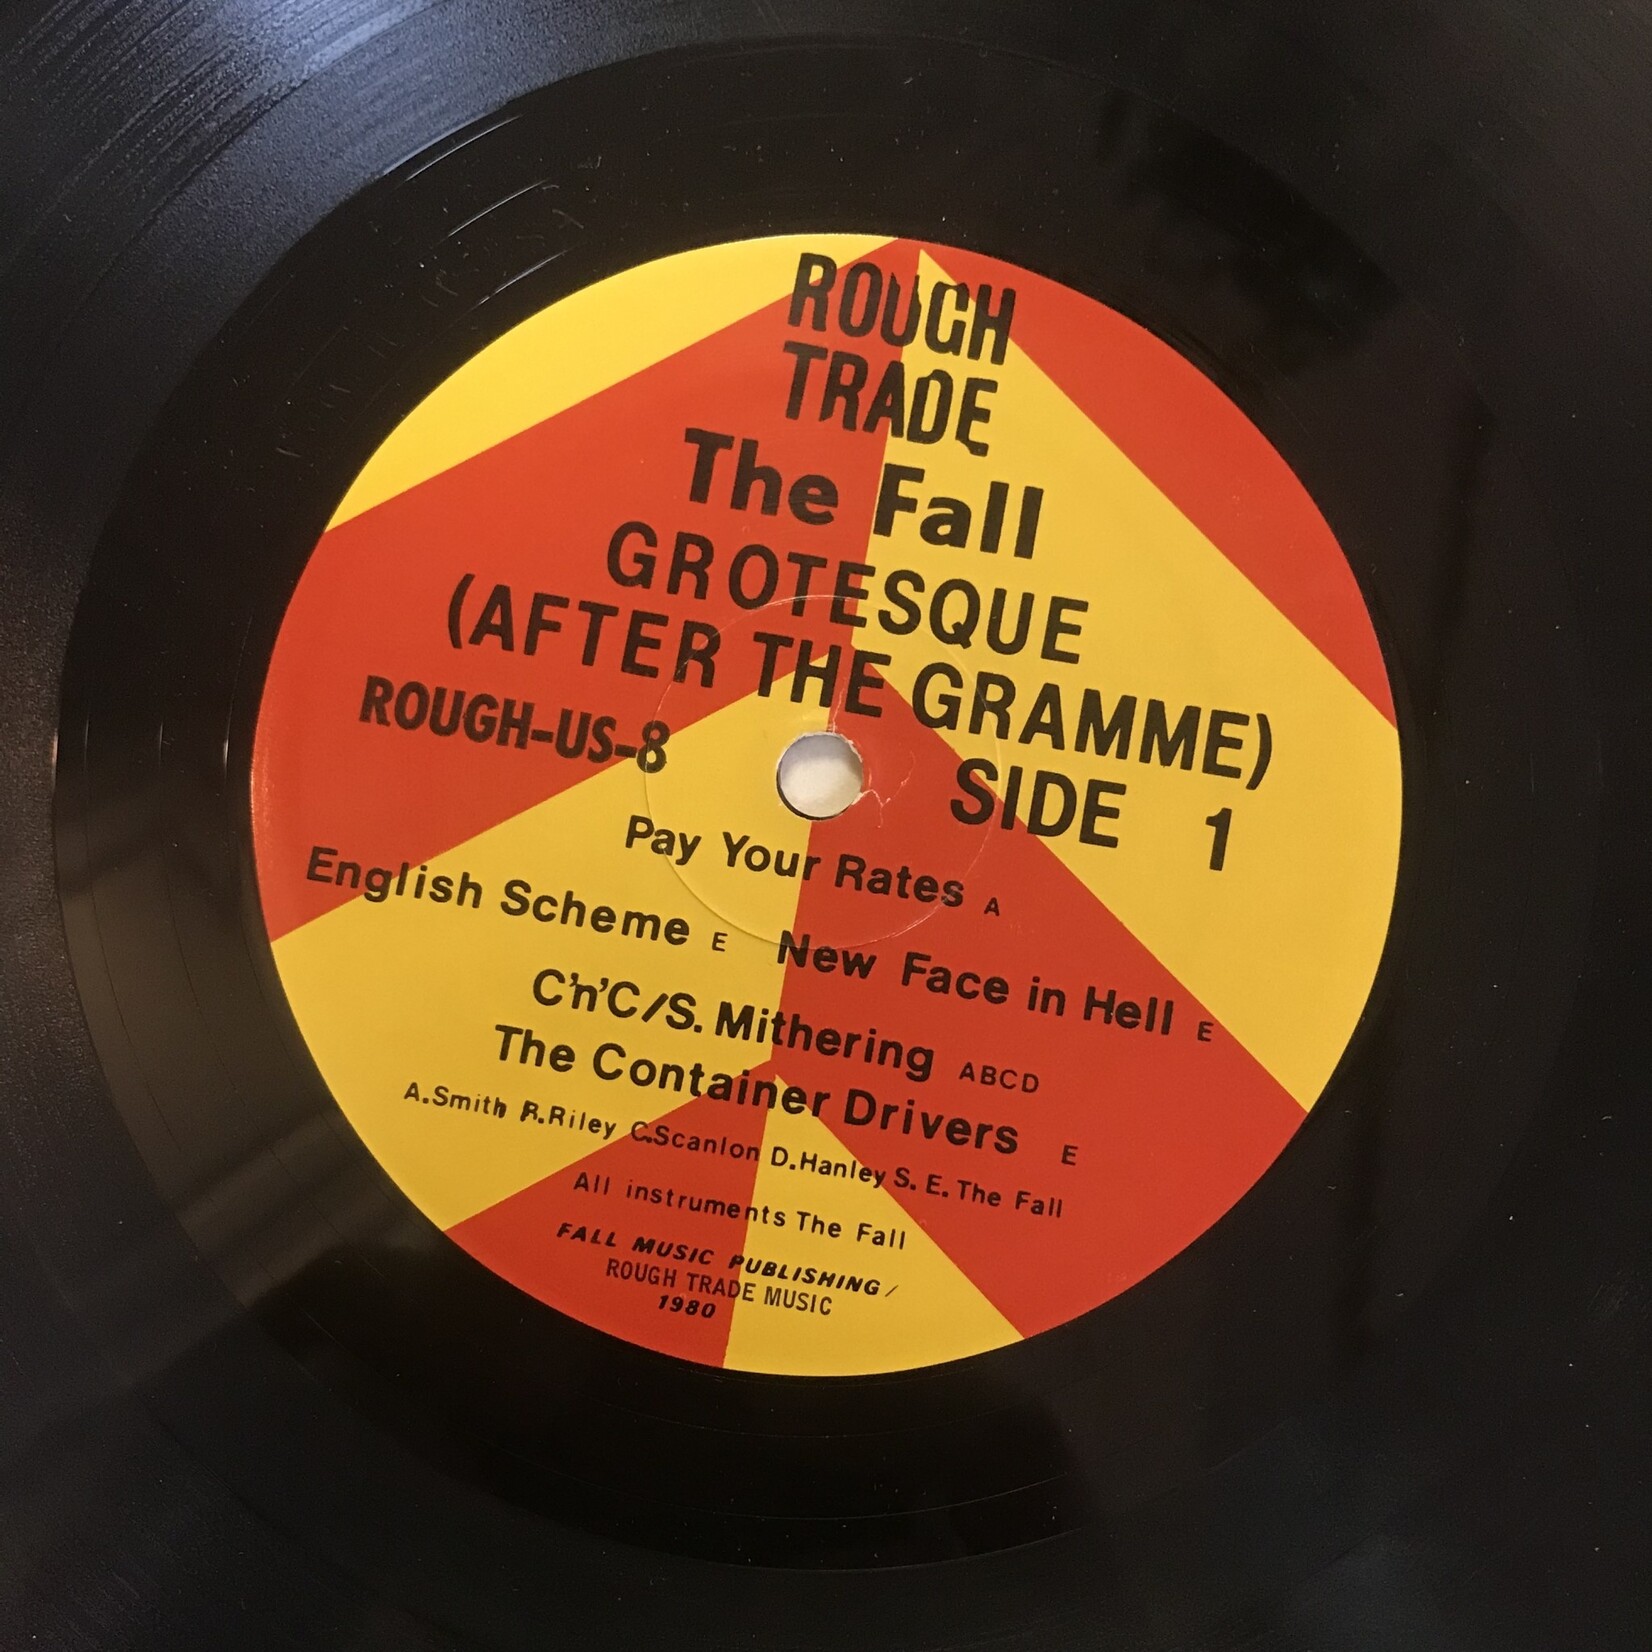 ROUGH
TRADE
The Fall
GROTESQUE
(AFTER THE GRAMME)
ROUGH-US-8
SIDE 1
Pay Your Rates A
English Scheme E New Face in Hell E
C'n'C/S. Mithering ABCD
The Container Drivers E
A.Smith B.Riley C.Scanlon D.Hanley S. E. The Fall
All instruments The Fall
FALL MUSIC PUBLISHING/
ROUGH TRADE MUSIC
1980